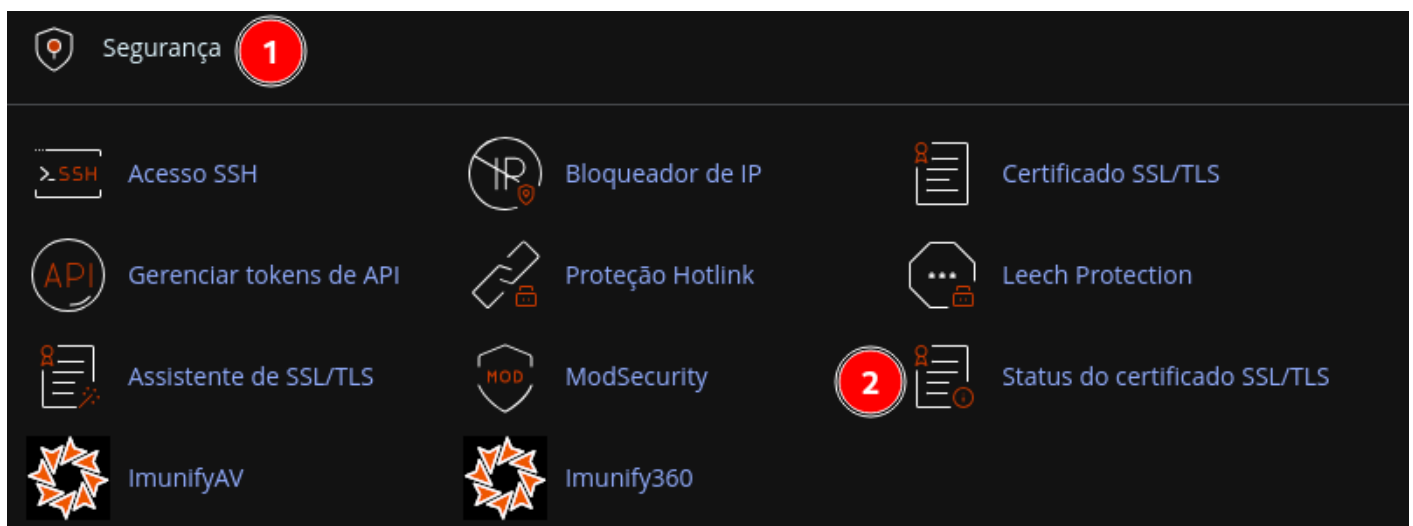 Segurança 1
>_SSH Acesso SSH
IP Bloqueador de IP
Certificado SSL/TLS
API Gerenciar tokens de API
Proteção Hotlink
*** Leech Protection
Assistente de SSL/TLS
MOD ModSecurity
2 Status do certificado SSL/TLS
ImunifyAV
Imunify360